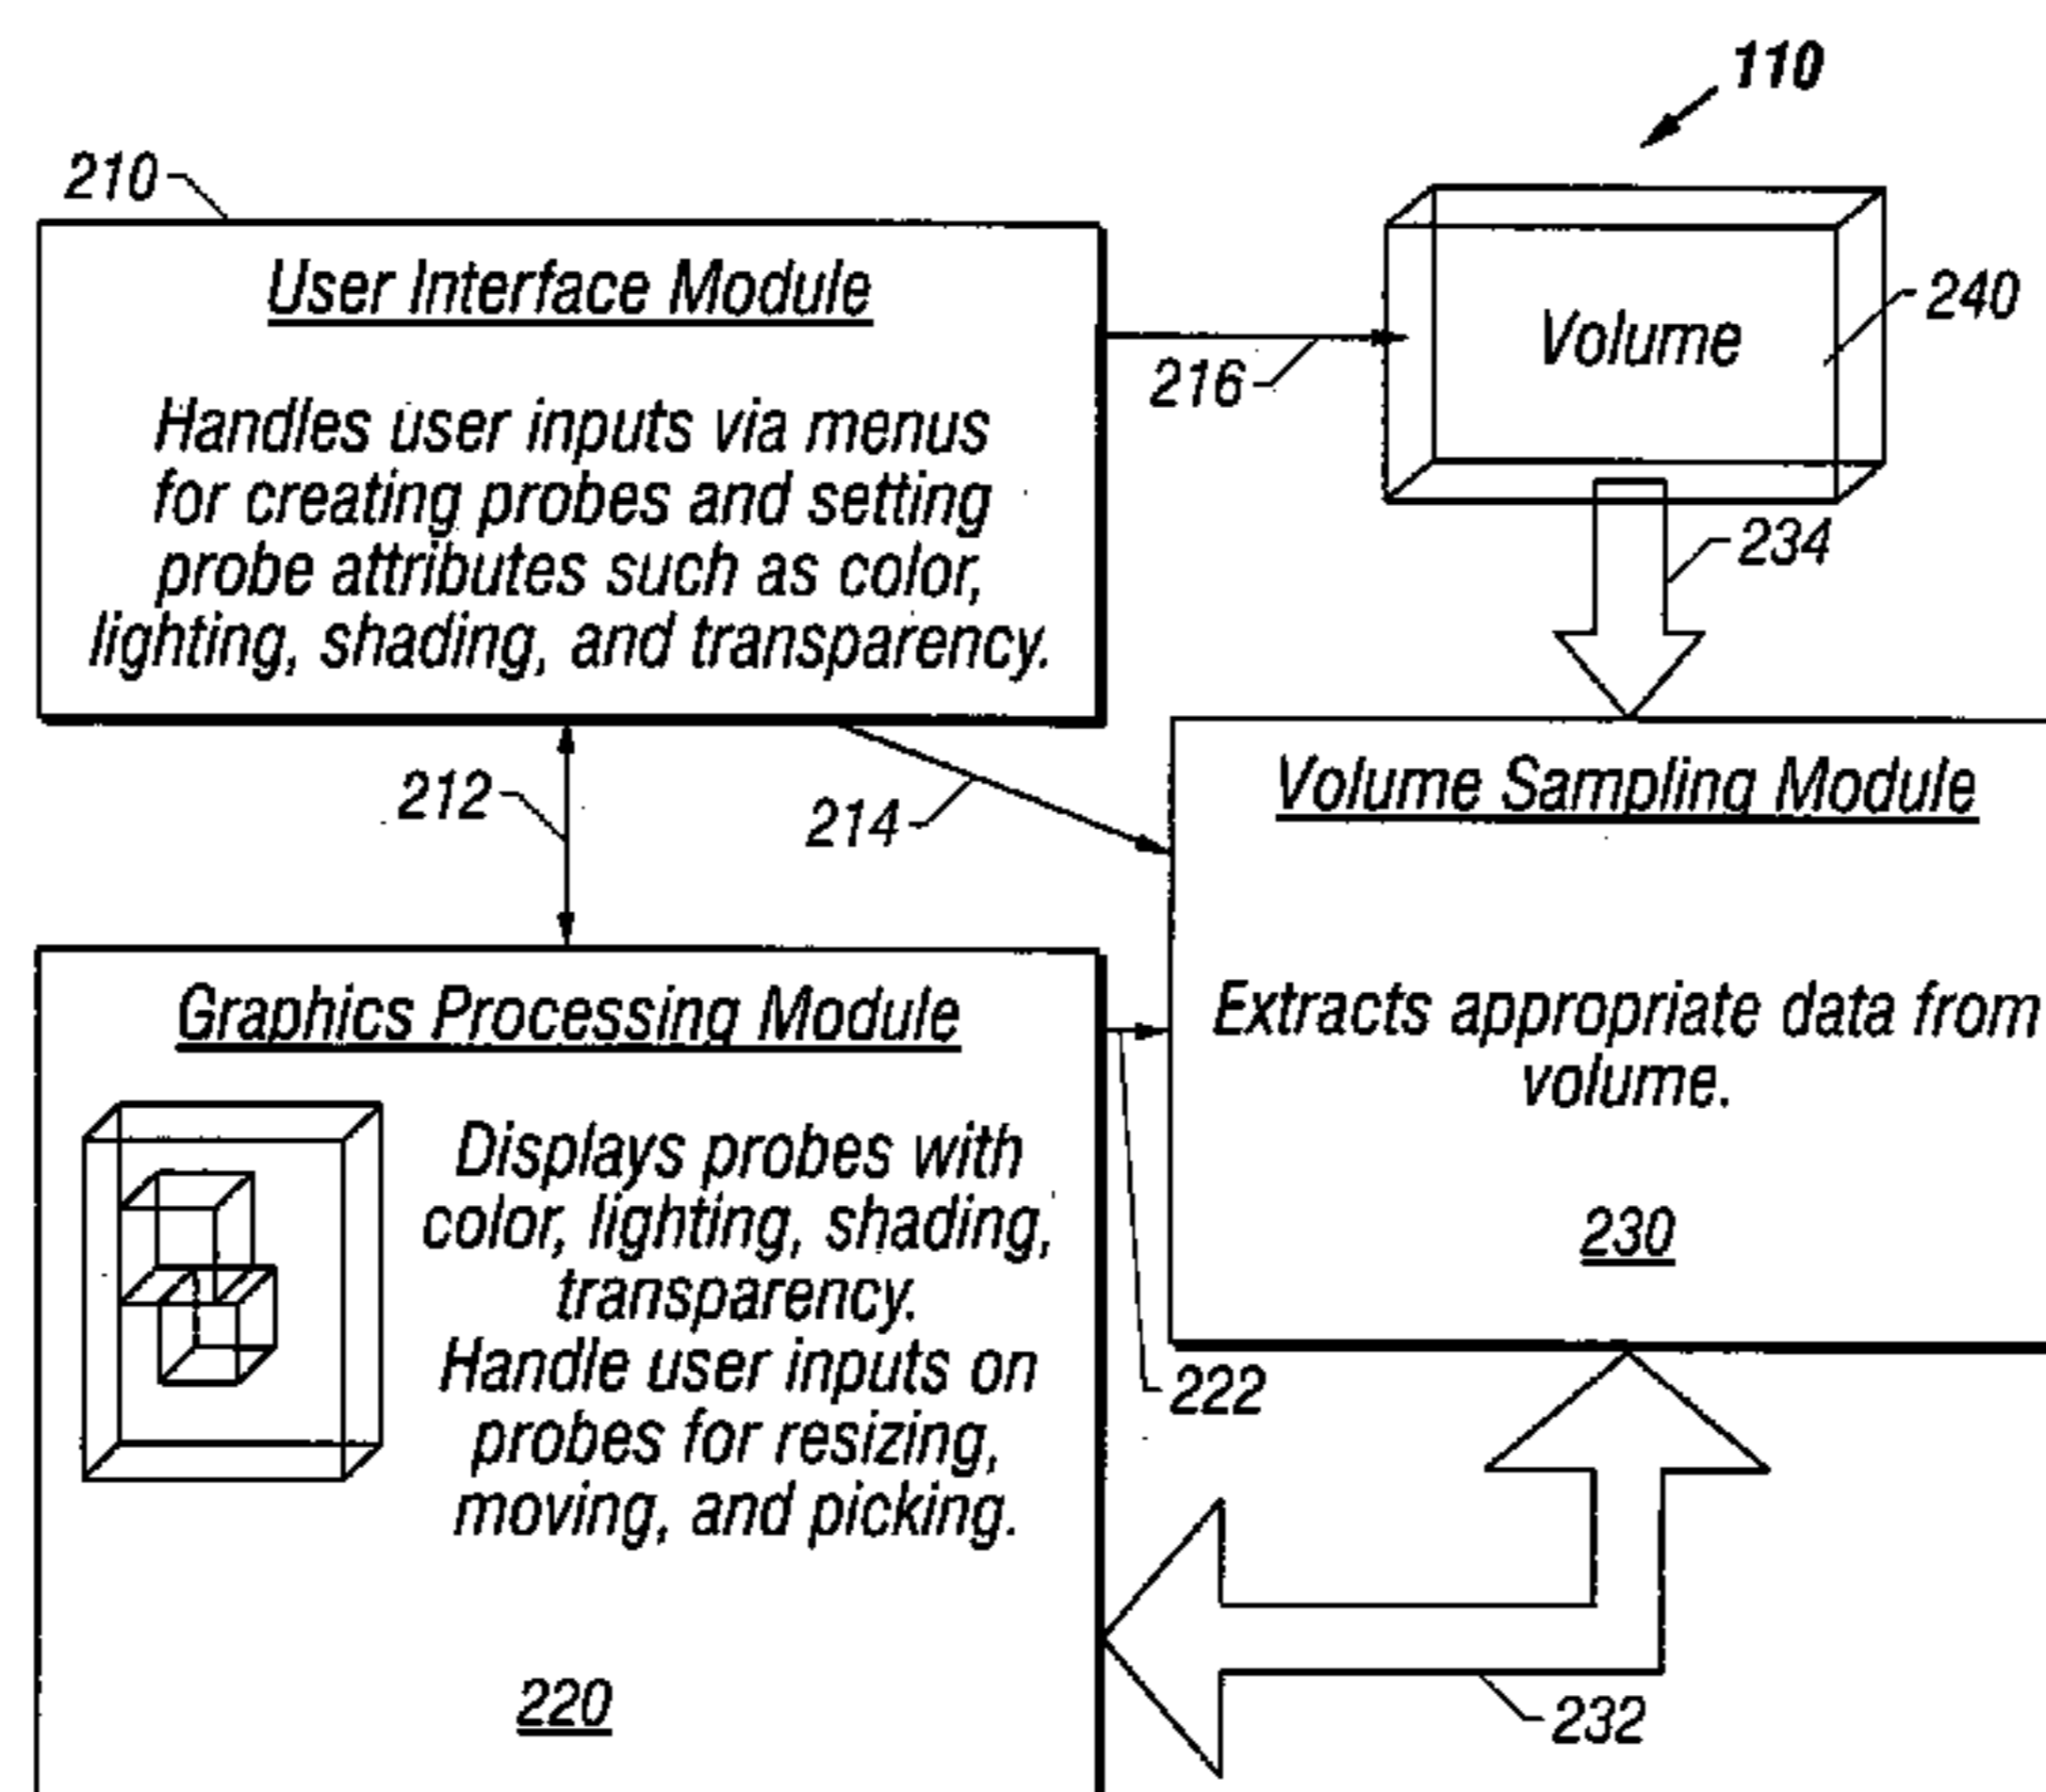 110
210
User Interface Module
Handles user inputs via menus
for creating probes and setting
probe attributes such as color,
lighting, shading, and transparency.
216
Volume
240
234
212
214
Volume Sampling Module
Extracts appropriate data from
volume.
230
Graphics Processing Module
Displays probes with
color, lighting, shading,
transparency.
Handle user inputs on
probes for resizing,
moving, and picking.
220
222
232